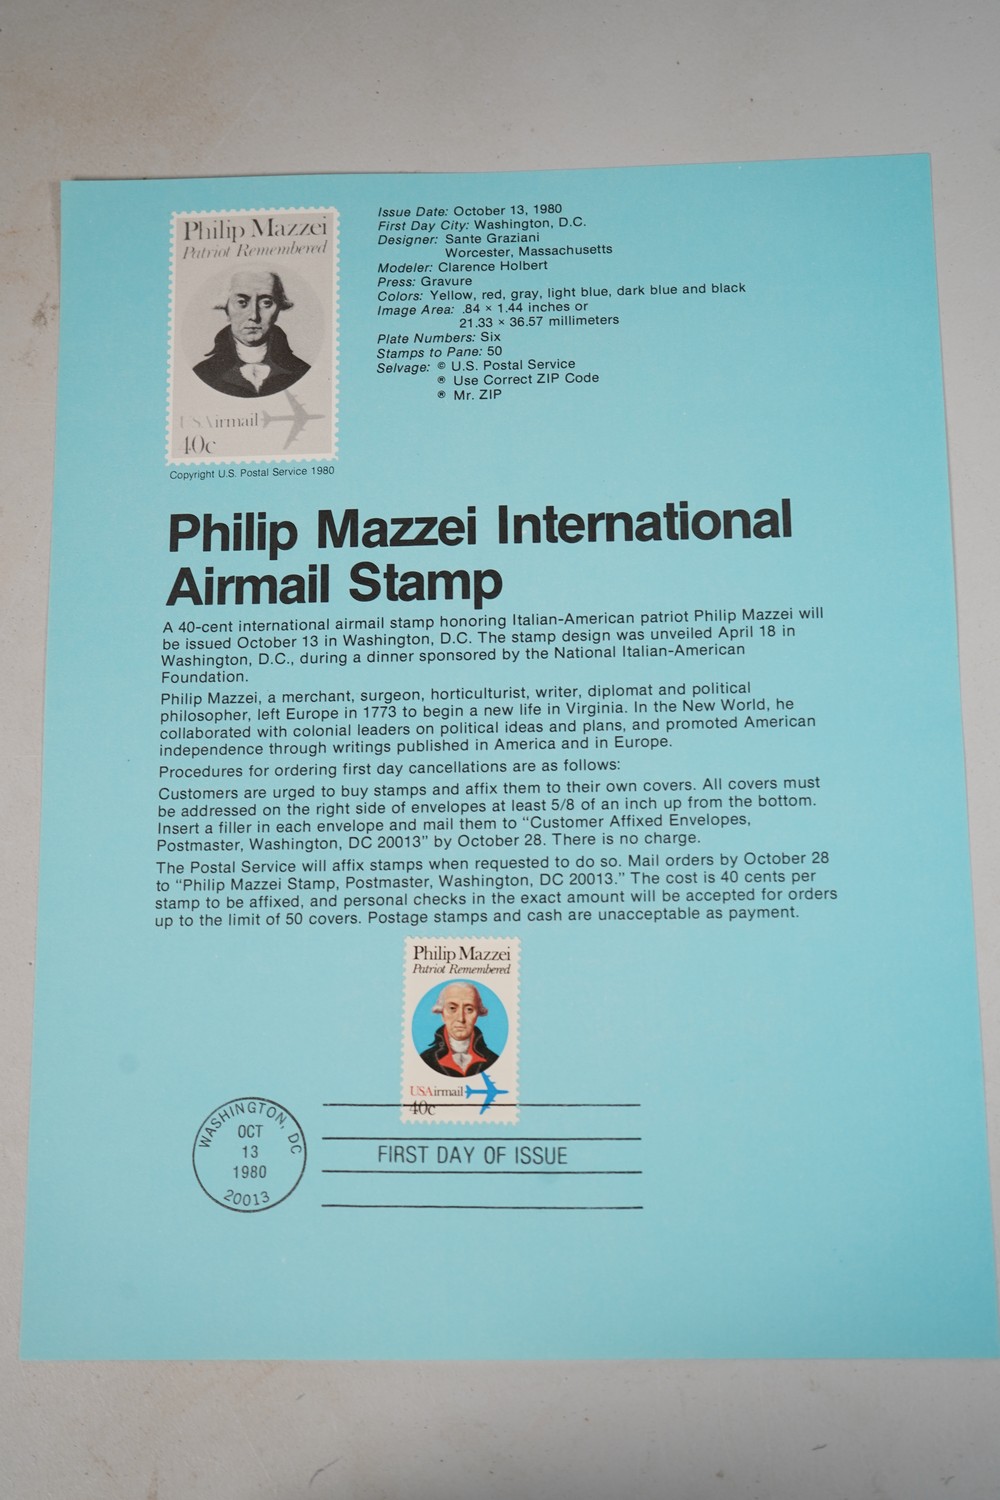 Philip Mazzei
Patriot Remembered
USAirmail
40c
Copyright U.S. Postal Service 1980
Issue Date: October 13, 1980
First Day City: Washington, D.C.
Designer: Sante Graziani
Worcester, Massachusetts
Modeler: Clarence Holbert
Press: Gravure
Colors: Yellow, red, gray, light blue, dark blue and black
Image Area: .84 × 1.44 inches or
21.33 × 36.57 millimeters
Plate Numbers: Six
Stamps to Pane: 50
Selvage: © U.S. Postal Service
® Use Correct ZIP Code
® Mr. ZIP
Philip Mazzei International
Airmail Stamp
A 40-cent international airmail stamp honoring Italian-American patriot Philip Mazzei will
be issued October 13 in Washington, D.C. The stamp design was unveiled April 18 in
Washington, D.C., during a dinner sponsored by the National Italian-American
Foundation.
Philip Mazzei, a merchant, surgeon, horticulturist, writer, diplomat and political
philosopher, left Europe in 1773 to begin a new life in Virginia. In the New World, he
collaborated with colonial leaders on political ideas and plans, and promoted American
independence through writings published in America and in Europe.
Procedures for ordering first day cancellations are as follows:
Customers are urged to buy stamps and affix them to their own covers. All covers must
be addressed on the right side of envelopes at least 5/8 of an inch up from the bottom.
Insert a filler in each envelope and mail them to “Customer Affixed Envelopes,
Postmaster, Washington, DC 20013” by October 28. There is no charge.
The Postal Service will affix stamps when requested to do so. Mail orders by October 28
to “Philip Mazzei Stamp, Postmaster, Washington, DC 20013.” The cost is 40 cents per
stamp to be affixed, and personal checks in the exact amount will be accepted for orders
up to the limit of 50 covers. Postage stamps and cash are unacceptable as payment.
Philip Mazzei
Patriot Remembered
USAirmail
40c
WASHINGTON, DC
OCT
13
1980
20013
FIRST DAY OF ISSUE